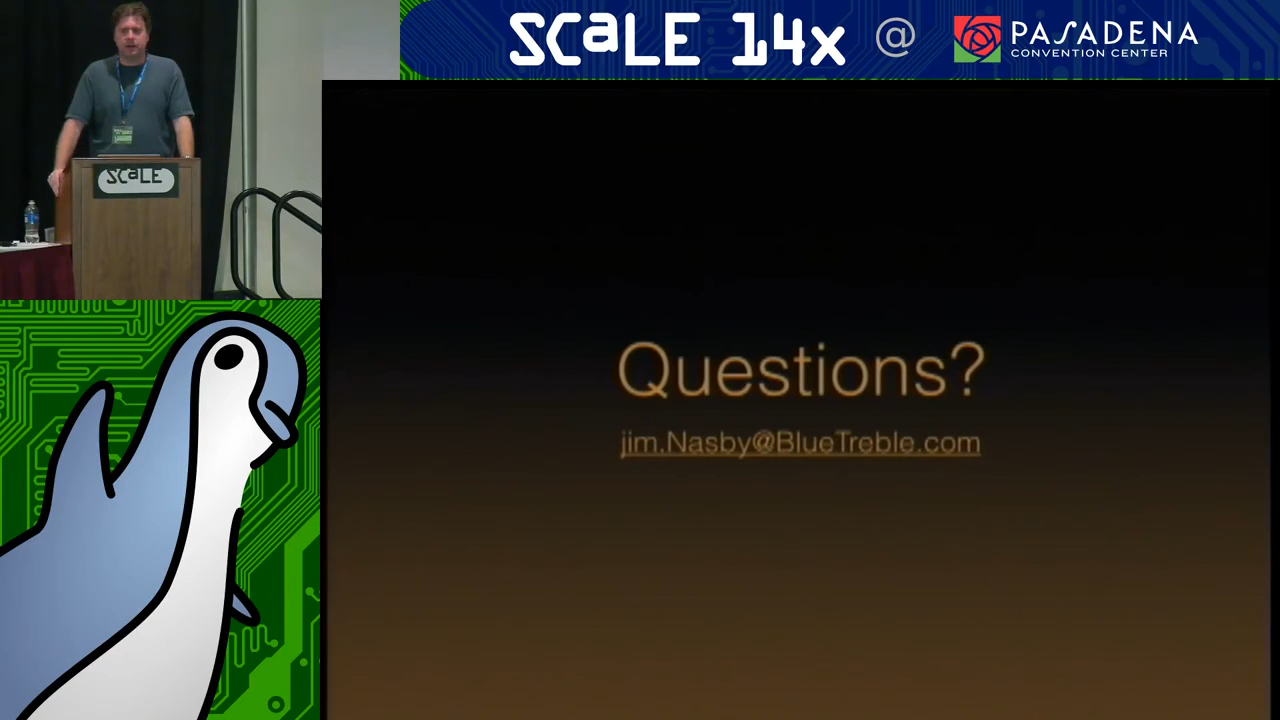 SCALE 14x @ PASADENA
CONVENTION CENTER
SCALE
Questions?
jim.Nasby@BlueTreble.com